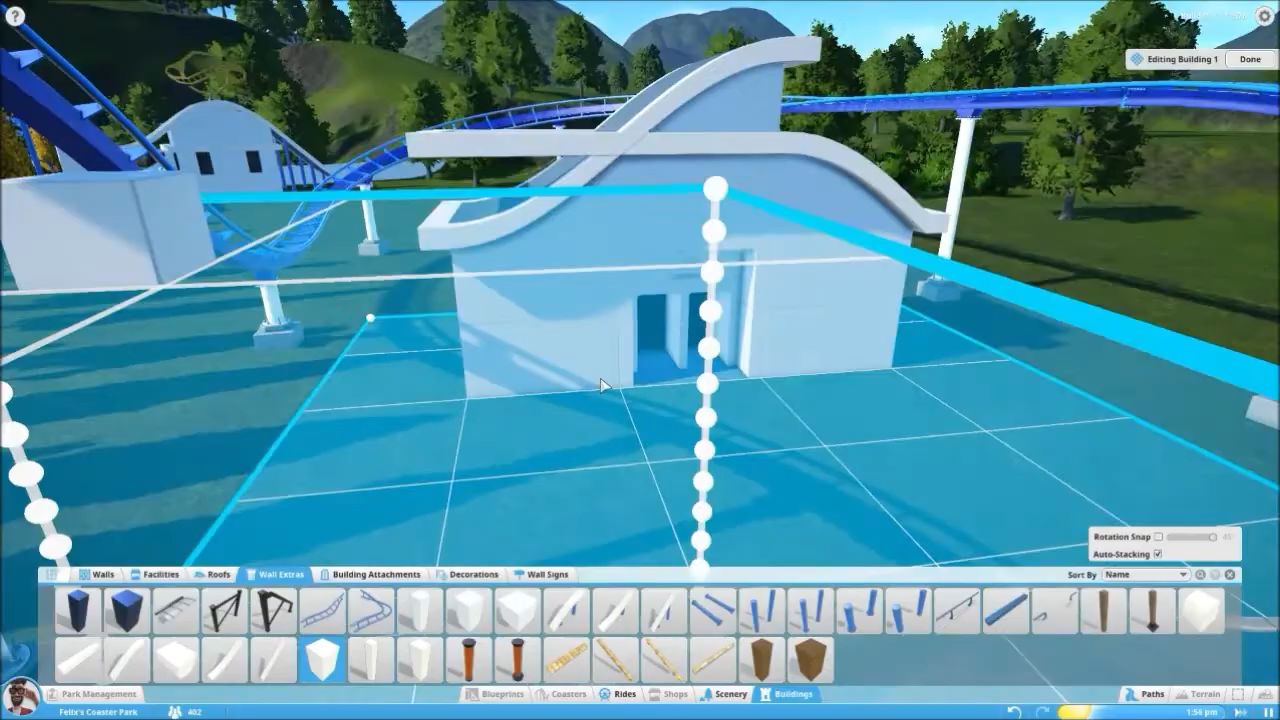 ?
Editing Building 1 Done
Rotation Snap
Auto-Stacking
Walls Facilities Roofs Wall Extras Building Attachments Decorations Wall Signs Sort By Name
Park Management Blueprints Coasters Rides Shops Scenery Buildings Paths Terrain
Felix's Coaster Park 402 1:56 pm